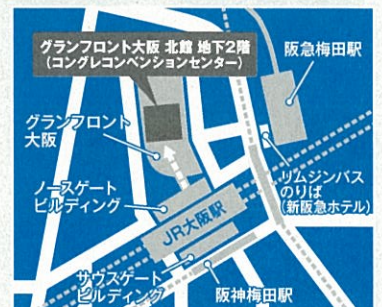 グランフロント大阪 北館 地下2階
(コングレコンベンションセンター)
阪急梅田駅
グランフロント
大阪
ノースゲート
ビルディング
リムジンバス
のりば
(新阪急ホテル)
JR大阪駅
サウスゲート
ビルディング
阪神梅田駅